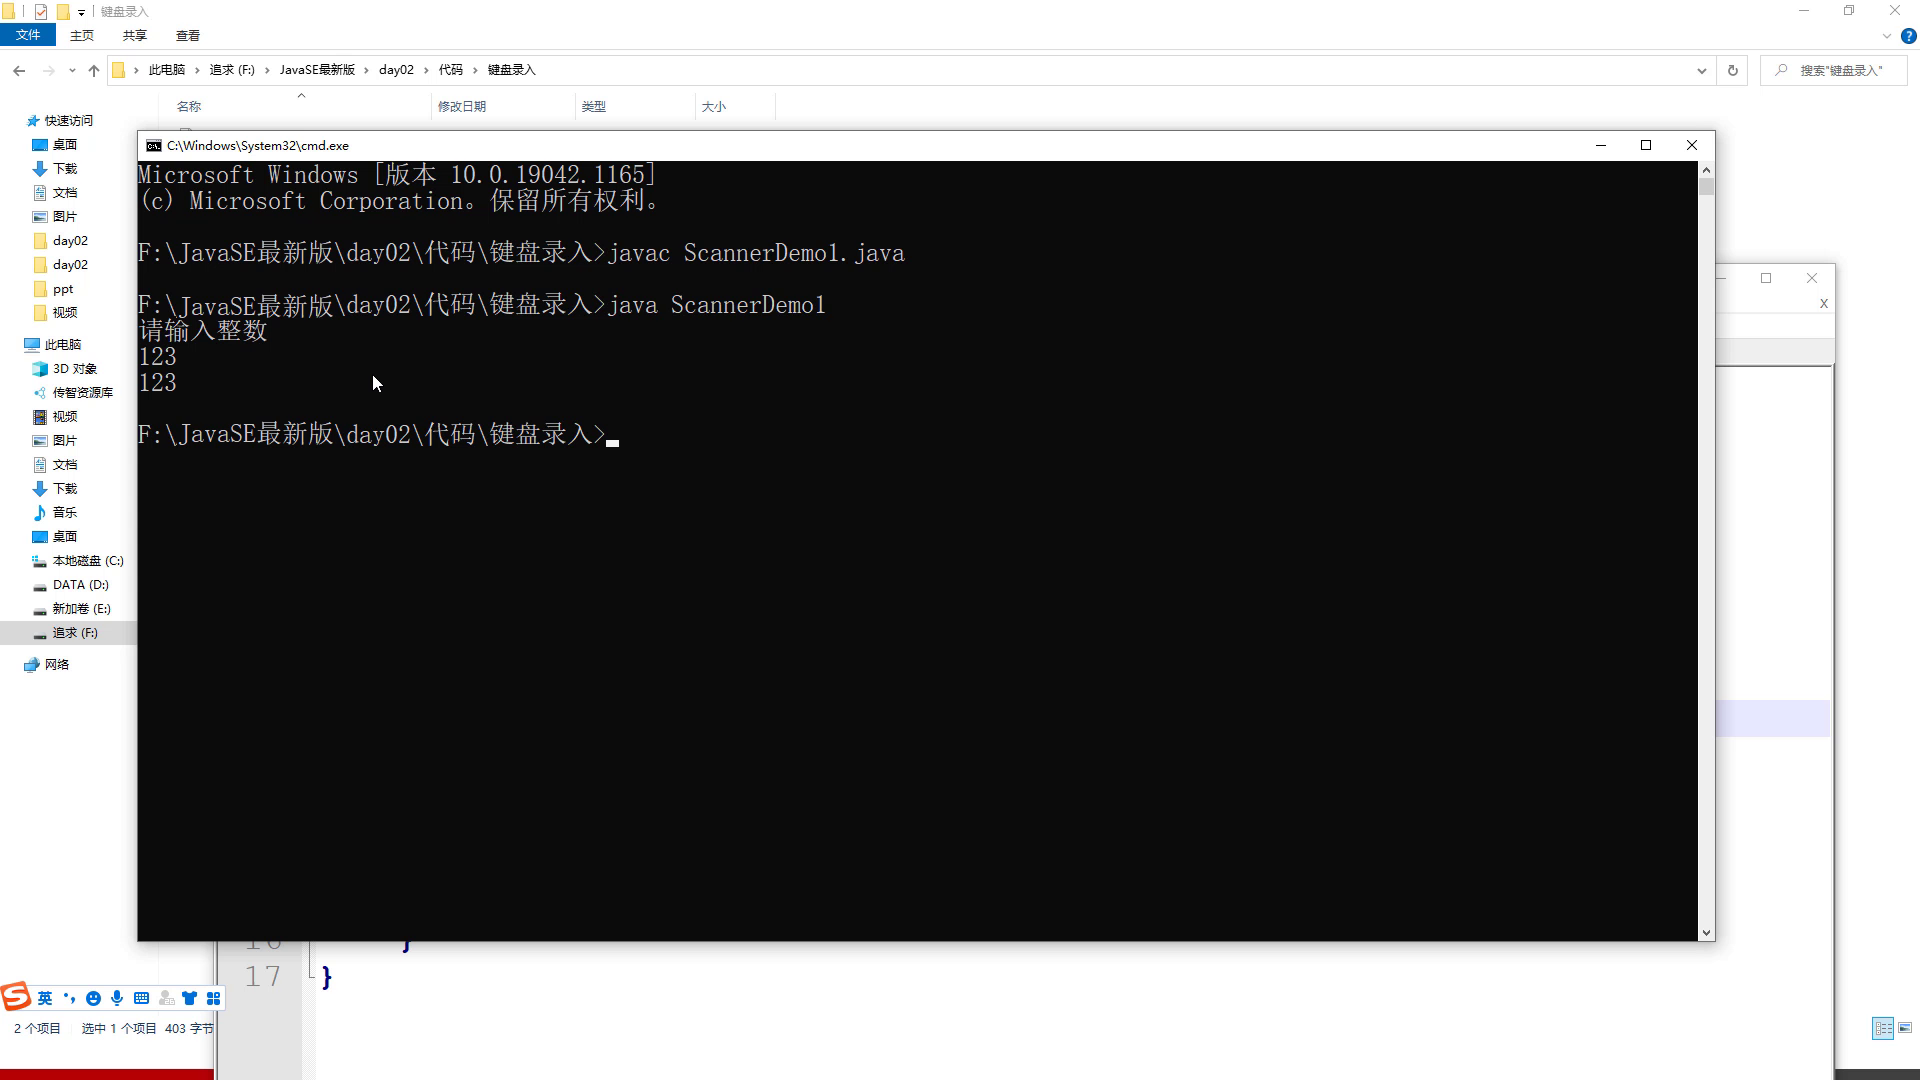 键盘录入
文件 主页 共享 查看
此电脑 追求 (F:) JavaSE最新版 day02 代码 键盘录入 搜索"键盘录入"
名称 修改日期 类型 大小
快速访问
桌面
下载
文档
图片
day02
day02
ppt
视频
此电脑
3D 对象
传智资源库
视频
图片
文档
下载
音乐
桌面
本地磁盘 (C:)
DATA (D:)
新加卷 (E:)
追求 (F:)
网络
C:\Windows\System32\cmd.exe
Microsoft Windows [版本 10.0.19042.1165]
(c) Microsoft Corporation。保留所有权利。
F:\JavaSE最新版\day02\代码\键盘录入>javac ScannerDemo1.java
F:\JavaSE最新版\day02\代码\键盘录入>java ScannerDemo1
请输入整数
123
123
F:\JavaSE最新版\day02\代码\键盘录入>
X
16 }
17 }
英
2 个项目 选中 1 个项目 403 字节